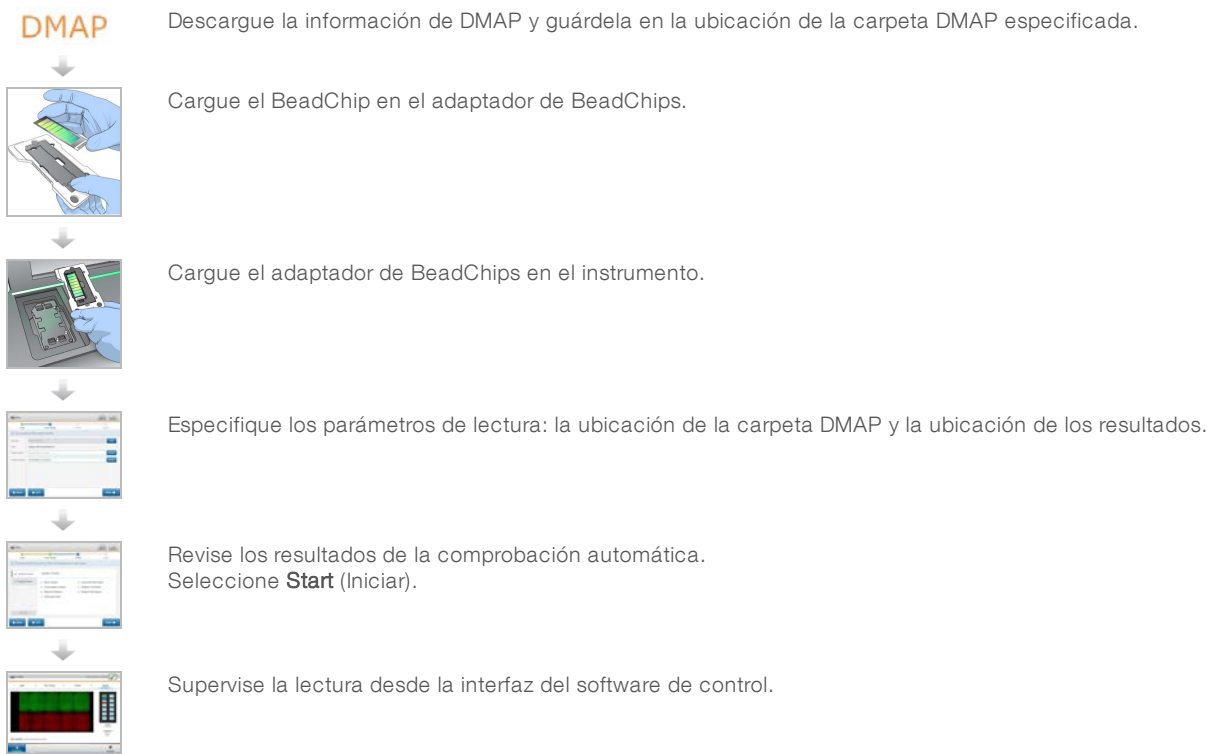 DMAP
Descargue la información de DMAP y guárdela en la ubicación de la carpeta DMAP especificada.
Cargue el BeadChip en el adaptador de BeadChips.
Cargue el adaptador de BeadChips en el instrumento.
Especifique los parámetros de lectura: la ubicación de la carpeta DMAP y la ubicación de los resultados.
Revise los resultados de la comprobación automática.
Seleccione Start (Iniciar).
Supervise la lectura desde la interfaz del software de control.